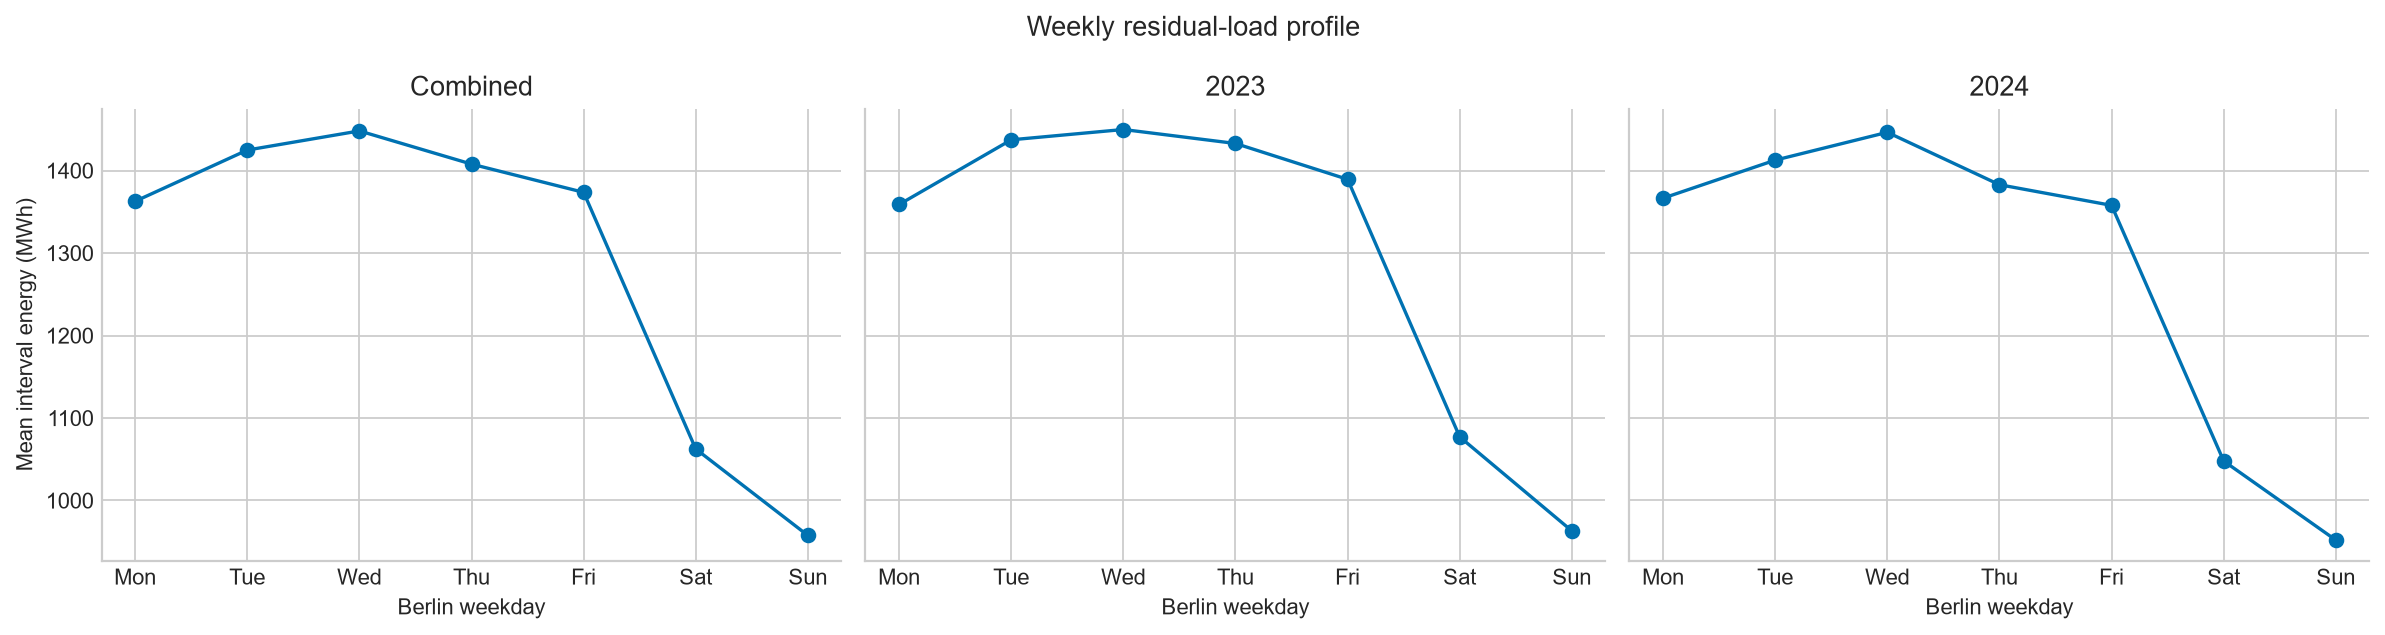 Weekly residual-load profile
Combined
2023
2024
Mean interval energy (MWh)
1400
1300
1200
1100
1000
Mon Tue Wed Thu Fri Sat Sun
Mon Tue Wed Thu Fri Sat Sun
Mon Tue Wed Thu Fri Sat Sun
Berlin weekday
Berlin weekday
Berlin weekday